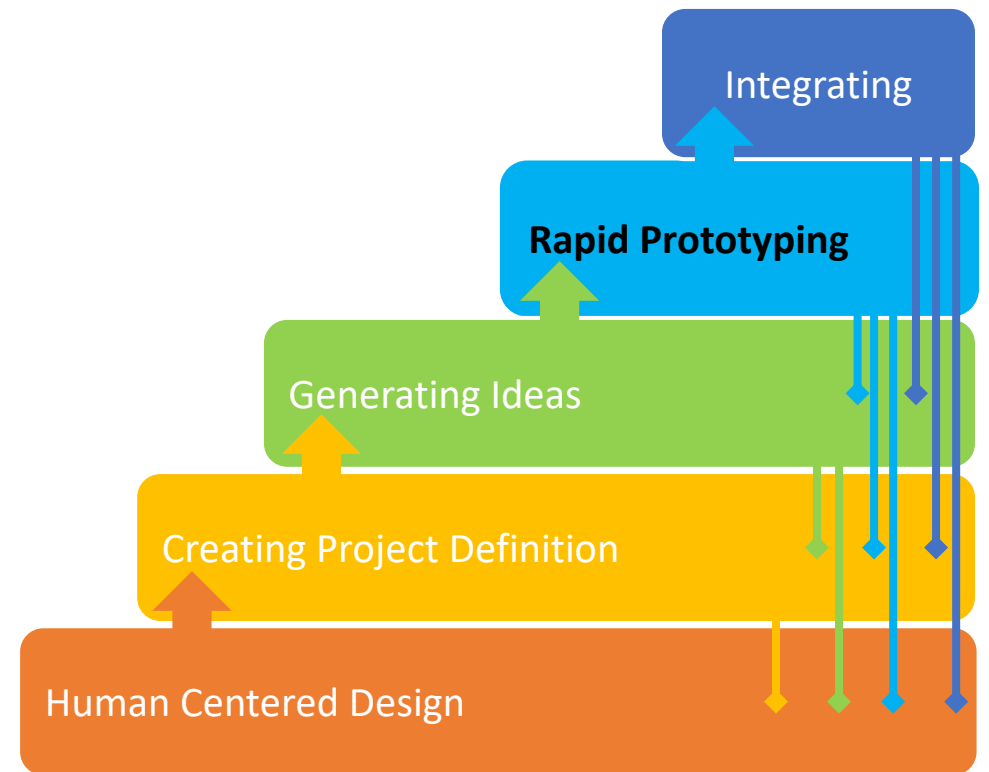 Integrating
Rapid Prototyping
Generating Ideas
Creating Project Definition
Human Centered Design